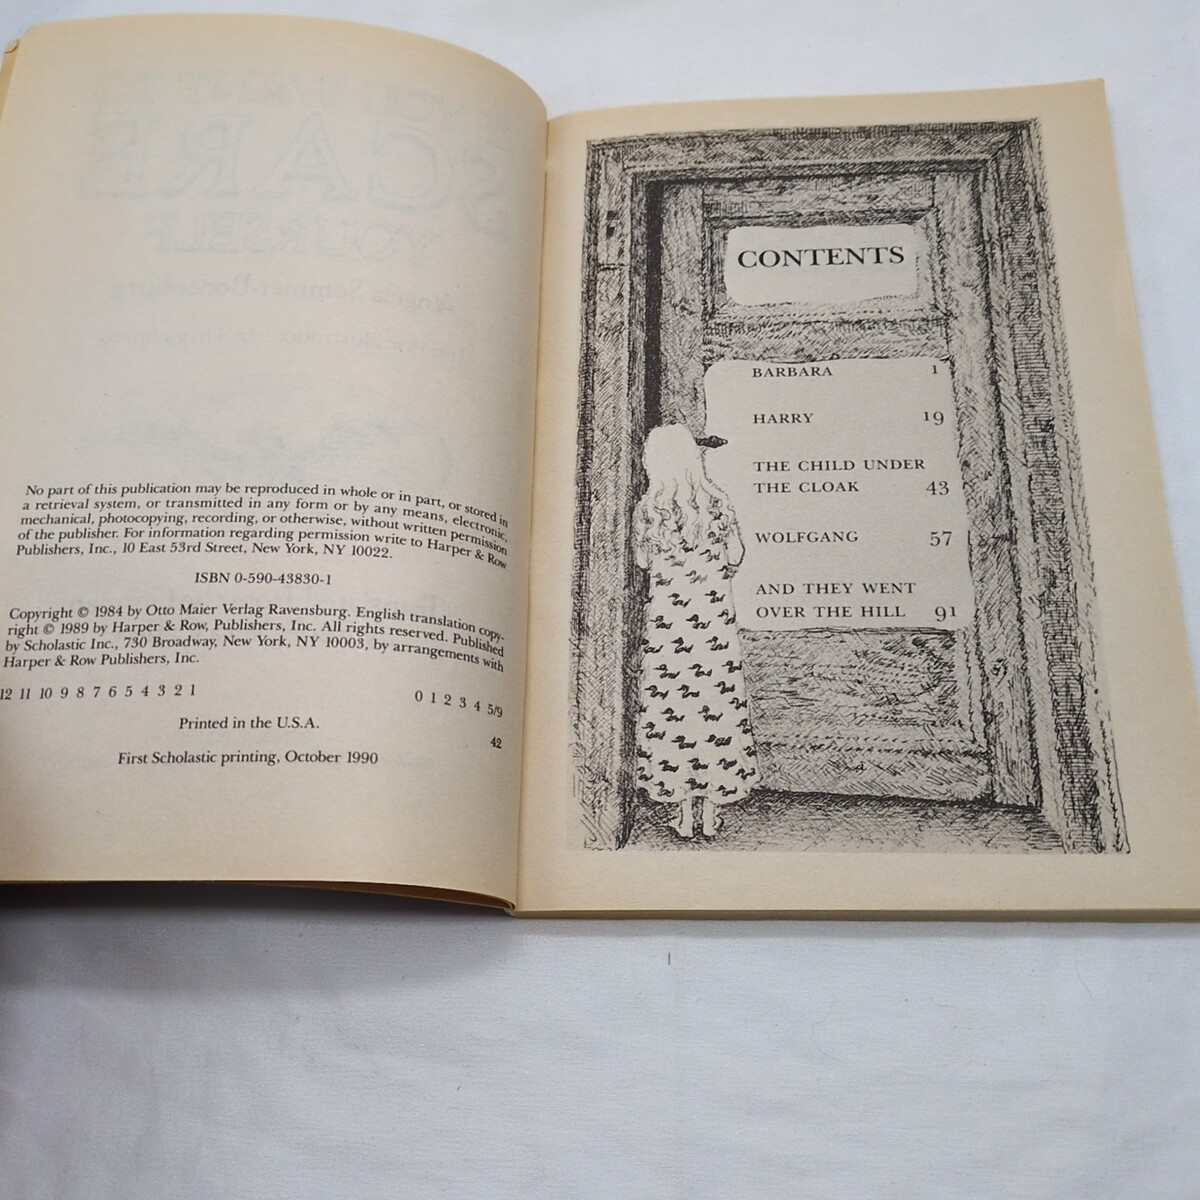 No part of this publication may be reproduced in whole or in part, or stored in
a retrieval system, or transmitted in any form or by any means, electronic,
mechanical, photocopying, recording, or otherwise, without written permission
of the publisher. For information regarding permission write to Harper & Row
Publishers, Inc., 10 East 53rd Street, New York, NY 10022.
ISBN 0-590-43830-1
Copyright © 1984 by Otto Maier Verlag Ravensburg. English translation copy-
right © 1989 by Harper & Row, Publishers, Inc. All rights reserved. Published
by Scholastic Inc., 730 Broadway, New York, NY 10003, by arrangements with
Harper & Row Publishers, Inc.
12 11 10 9 8 7 6 5 4 3 2 1 0 1 2 3 4 5/9
Printed in the U.S.A. 42
First Scholastic printing, October 1990
CONTENTS
BARBARA 1
HARRY 19
THE CHILD UNDER
THE CLOAK 43
WOLFGANG 57
AND THEY WENT
OVER THE HILL 91